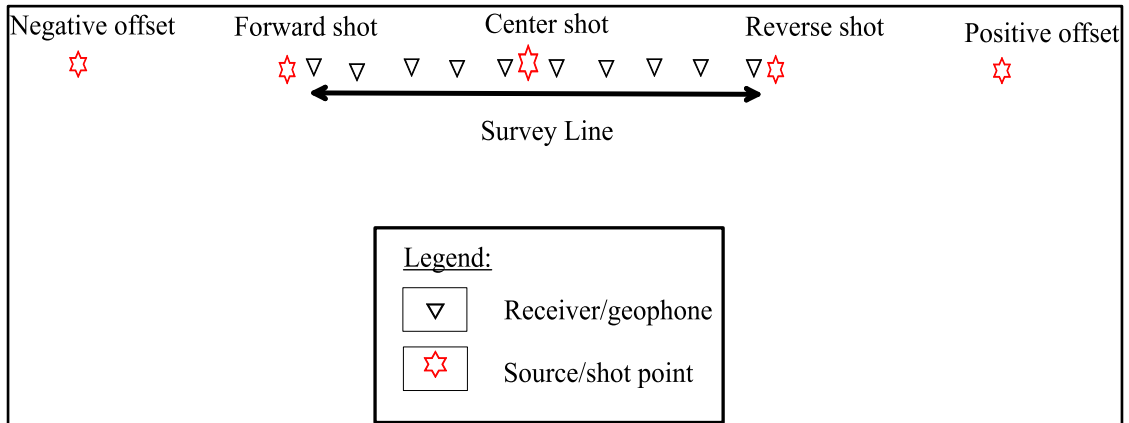 Negative offset
Forward shot
Center shot
Reverse shot
Positive offset
Survey Line
Legend:
Receiver/geophone
Source/shot point